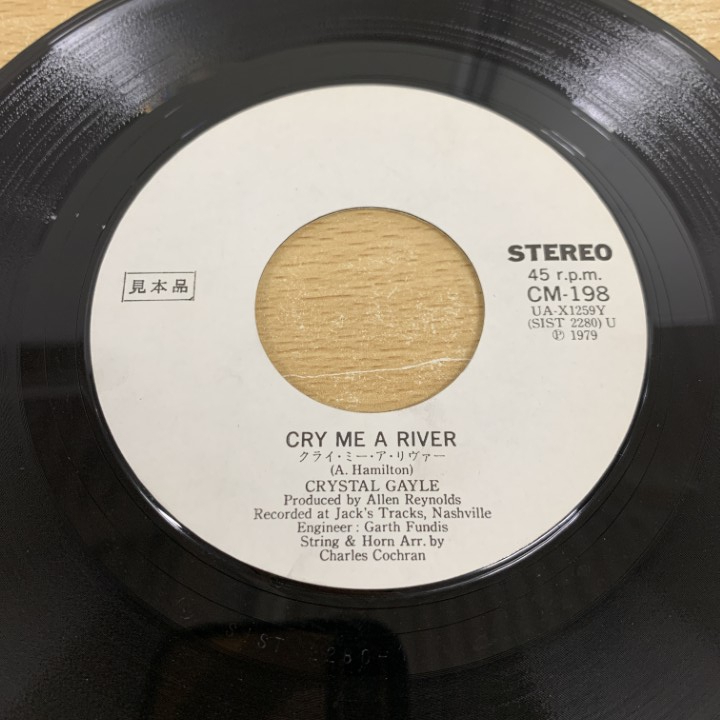 STEREO
45 r.p.m.
CM-198
UA-X1259Y
(SIST 2280) U
Ⓟ 1979
見本品
CRY ME A RIVER
クライ・ミー・ア・リヴァー
(A. Hamilton)
CRYSTAL GAYLE
Produced by Allen Reynolds
Recorded at Jack's Tracks, Nashville
Engineer : Garth Fundis
String & Horn Arr. by
Charles Cochran